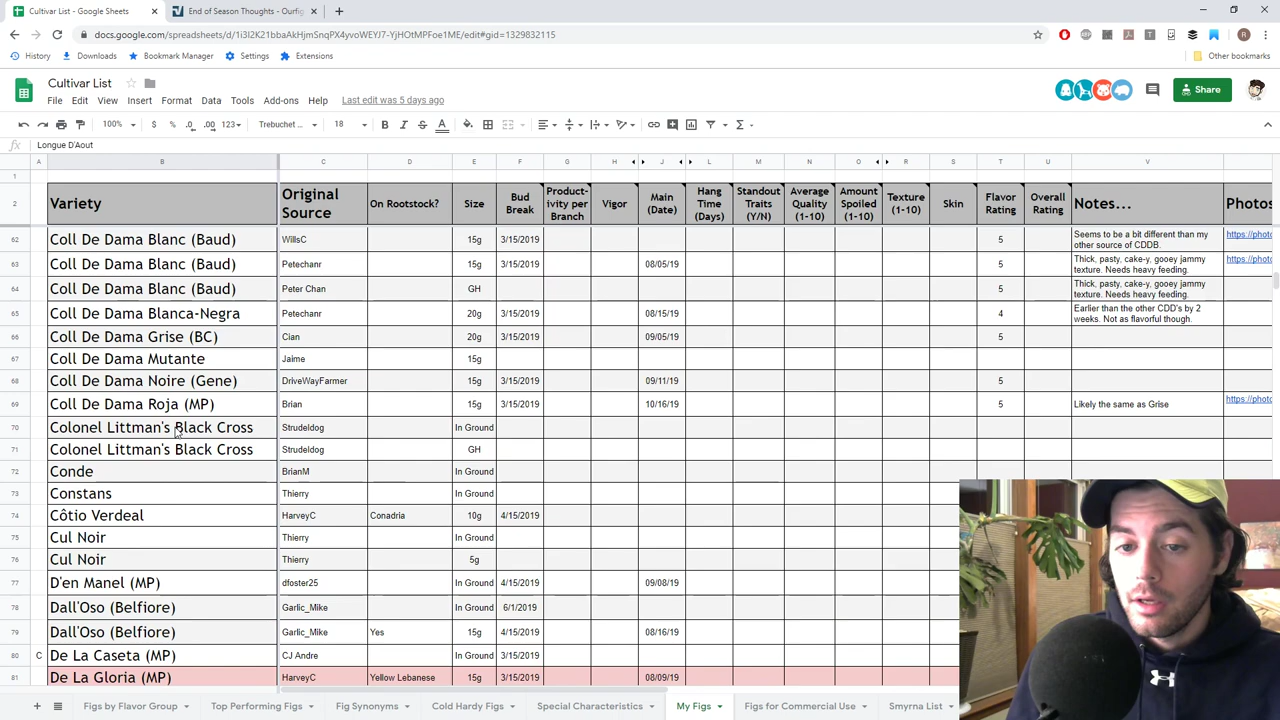 Cultivar List - Google Sheets
End of Season Thoughts - Ourfig
docs.google.com/spreadsheets/d/1i3I2K21bbaAkHjmSnqPX4yvoWEYJ7-YjHOtMPFoe1ME/edit#gid=1329832115
History Downloads Bookmark Manager Settings Extensions Other bookmarks
Cultivar List
File Edit View Insert Format Data Tools Add-ons Help Last edit was 5 days ago Share
100% $ % .0 .00 123 Trebuchet ... 18 B I S A
fx Longue D'Aout
A B C D E F G H J L M N O R S T U V
1
2 Variety Original Source On Rootstock? Size Bud Break Product-ivity per Branch Vigor Main (Date) Hang Time (Days) Standout Traits (Y/N) Average Quality (1-10) Amount Spoiled (1-10) Texture (1-10) Skin Flavor Rating Overall Rating Notes... Photos
62 Coll De Dama Blanc (Baud) WillsC 15g 3/15/2019 5 Seems to be a bit different than my other source of CDDB. https://photo
63 Coll De Dama Blanc (Baud) Petechanr 15g 3/15/2019 08/05/19 5 Thick, pasty, cake-y, gooey jammy texture. Needs heavy feeding. https://photo
64 Coll De Dama Blanc (Baud) Peter Chan GH 5 Thick, pasty, cake-y, gooey jammy texture. Needs heavy feeding.
65 Coll De Dama Blanca-Negra Petechanr 20g 3/15/2019 08/15/19 4 Earlier than the other CDD's by 2 weeks. Not as flavorful though.
66 Coll De Dama Grise (BC) Cian 20g 3/15/2019 09/05/19 5
67 Coll De Dama Mutante Jaime 15g
68 Coll De Dama Noire (Gene) DriveWayFarmer 15g 3/15/2019 09/11/19 5
69 Coll De Dama Roja (MP) Brian 15g 3/15/2019 10/16/19 5 Likely the same as Grise https://photo
70 Colonel Littman's Black Cross Strudeldog In Ground
71 Colonel Littman's Black Cross Strudeldog GH
72 Conde BrianM In Ground
73 Constans Thierry In Ground
74 Côtio Verdeal HarveyC Conadria 10g 4/15/2019
75 Cul Noir Thierry In Ground
76 Cul Noir Thierry 5g
77 D'en Manel (MP) dfoster25 In Ground 4/15/2019 09/08/19
78 Dall'Oso (Belfiore) Garlic_Mike In Ground 6/1/2019
79 Dall'Oso (Belfiore) Garlic_Mike Yes 15g 4/15/2019 08/16/19
80 C De La Caseta (MP) CJ Andre In Ground 3/15/2019
81 De La Gloria (MP) HarveyC Yellow Lebanese 15g 3/15/2019 08/09/19
Figs by Flavor Group Top Performing Figs Fig Synonyms Cold Hardy Figs Special Characteristics My Figs Figs for Commercial Use Smyrna List